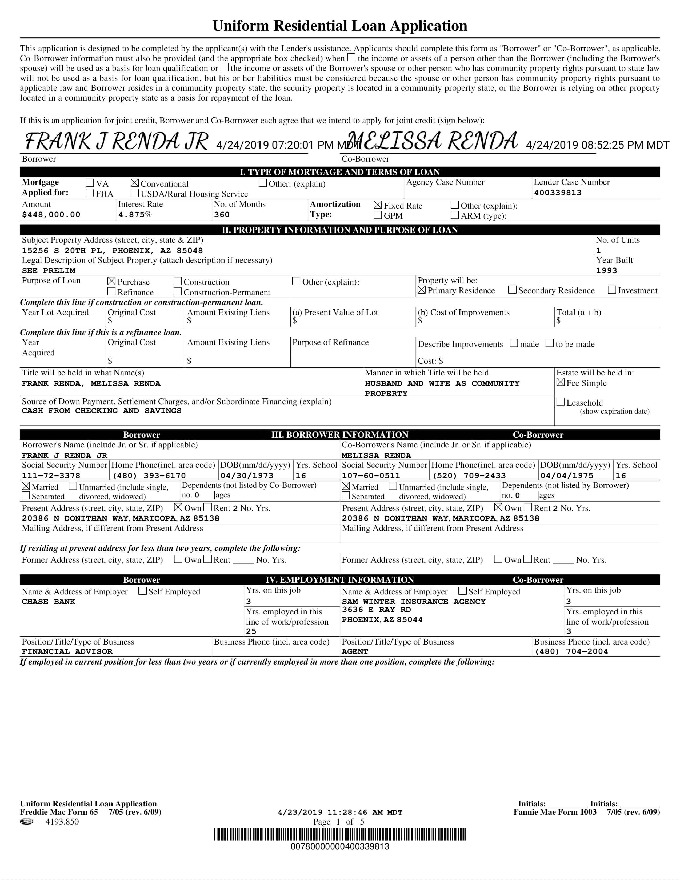 Uniform Residential Loan Application
This application is designed to be completed by the applicant(s) with the Lender's assistance. Applicants should complete this form as "Borrower" or "Co-Borrower", as applicable.
Co-Borrower information must also be provided (and the appropriate box checked) when the income or assets of a person other than the Borrower (including the Borrower's
spouse) will be used as a basis for loan qualification or the income or assets of the Borrower's spouse or other person who has community property rights pursuant to state law
will not be used as a basis for loan qualification, but his or her liabilities must be considered because the spouse or other person has community property rights pursuant to
applicable law and Borrower resides in a community property state, the security property is located in a community property state, or the Borrower is relying on other property
located in a community property state as a basis for repayment of the loan.
If this is an application for joint credit, Borrower and Co-Borrower each agree that we intend to apply for joint credit (sign below):
FRANK J RENDA JR 4/24/2019 07:20:01 PM MELISSA RENDA 4/24/2019 08:52:25 PM MDT
Borrower Co-Borrower
I. TYPE OF MORTGAGE AND TERMS OF LOAN
Mortgage VA Conventional Other: (explain) Agency Case Number Lender Case Number
Applied for: FHA USDA/Rural Housing Service 400339813
Amount Interest Rate No. of Months Amortization Fixed Rate Other (explain):
$448,000.00 4.875% 360 Type: GPM ARM (type):
II. PROPERTY INFORMATION AND PURPOSE OF LOAN
Subject Property Address (street, city, state & ZIP) No. of Units
15256 S 20TH PL, PHOENIX, AZ 85048 1
Legal Description of Subject Property (attach description if necessary) Year Built
SEE PRELIM 1993
Purpose of Loan Purchase Construction Other (explain): Property will be:
Refinance Construction-Permanent Primary Residence Secondary Residence Investment
Complete this line if construction or construction-permanent loan.
Year Lot Acquired Original Cost Amount Existing Liens (a) Present Value of Lot (b) Cost of Improvements Total (a + b)
$ $ $ $ $
Complete this line if this is a refinance loan.
Year Original Cost Amount Existing Liens Purpose of Refinance Describe Improvements made to be made
Acquired
$ $ Cost: $
Title will be held in what Name(s) Manner in which Title will be held Estate will be held in:
FRANK RENDA, MELISSA RENDA HUSBAND AND WIFE AS COMMUNITY Fee Simple
PROPERTY
Source of Down Payment, Settlement Charges, and/or Subordinate Financing (explain) Leasehold
CASH FROM CHECKING AND SAVINGS (show expiration date)
Borrower III. BORROWER INFORMATION Co-Borrower
Borrower's Name (include Jr. or Sr. if applicable) Co-Borrower's Name (include Jr. or Sr. if applicable)
FRANK J RENDA JR MELISSA RENDA
Social Security Number Home Phone(incl. area code) DOB(mm/dd/yyyy) Yrs. School Social Security Number Home Phone(incl. area code) DOB(mm/dd/yyyy) Yrs. School
111-72-3378 (480) 393-6170 04/30/1973 16 107-60-0511 (520) 709-2433 04/04/1975 16
Married Unmarried (include single, Dependents (not listed by Co-Borrower) Married Unmarried (include single, Dependents (not listed by Borrower)
Separated divorced, widowed) no. 0 ages Separated divorced, widowed) no. 0 ages
Present Address (street, city, state, ZIP) Own Rent 2 No. Yrs. Present Address (street, city, state, ZIP) Own Rent 2 No. Yrs.
20386 N DONITHAN WAY, MARICOPA, AZ 85138 20386 N DONITHAN WAY, MARICOPA, AZ 85138
Mailing Address, if different from Present Address Mailing Address, if different from Present Address
If residing at present address for less than two years, complete the following:
Former Address (street, city, state, ZIP) Own Rent ____ No. Yrs. Former Address (street, city, state, ZIP) Own Rent ____ No. Yrs.
Borrower IV. EMPLOYMENT INFORMATION Co-Borrower
Name & Address of Employer Self Employed Yrs. on this job Name & Address of Employer Self Employed Yrs. on this job
CHASE BANK 3 SAM WINTER INSURANCE AGENCY 3
Yrs. employed in this 3636 E RAY RD Yrs. employed in this
line of work/profession PHOENIX, AZ 85044 line of work/profession
25 3
Position/Title/Type of Business Business Phone (incl. area code) Position/Title/Type of Business Business Phone (incl. area code)
FINANCIAL ADVISOR AGENT (480) 704-2004
If employed in current position for less than two years or if currently employed in more than one position, complete the following:
Uniform Residential Loan Application Initials: Initials:
Freddie Mac Form 65 7/05 (rev. 6/09) 4/23/2019 11:28:46 AM MDT Fannie Mae Form 1003 7/05 (rev. 6/09)
4193.850 Page 1 of 5
0078000000400339813